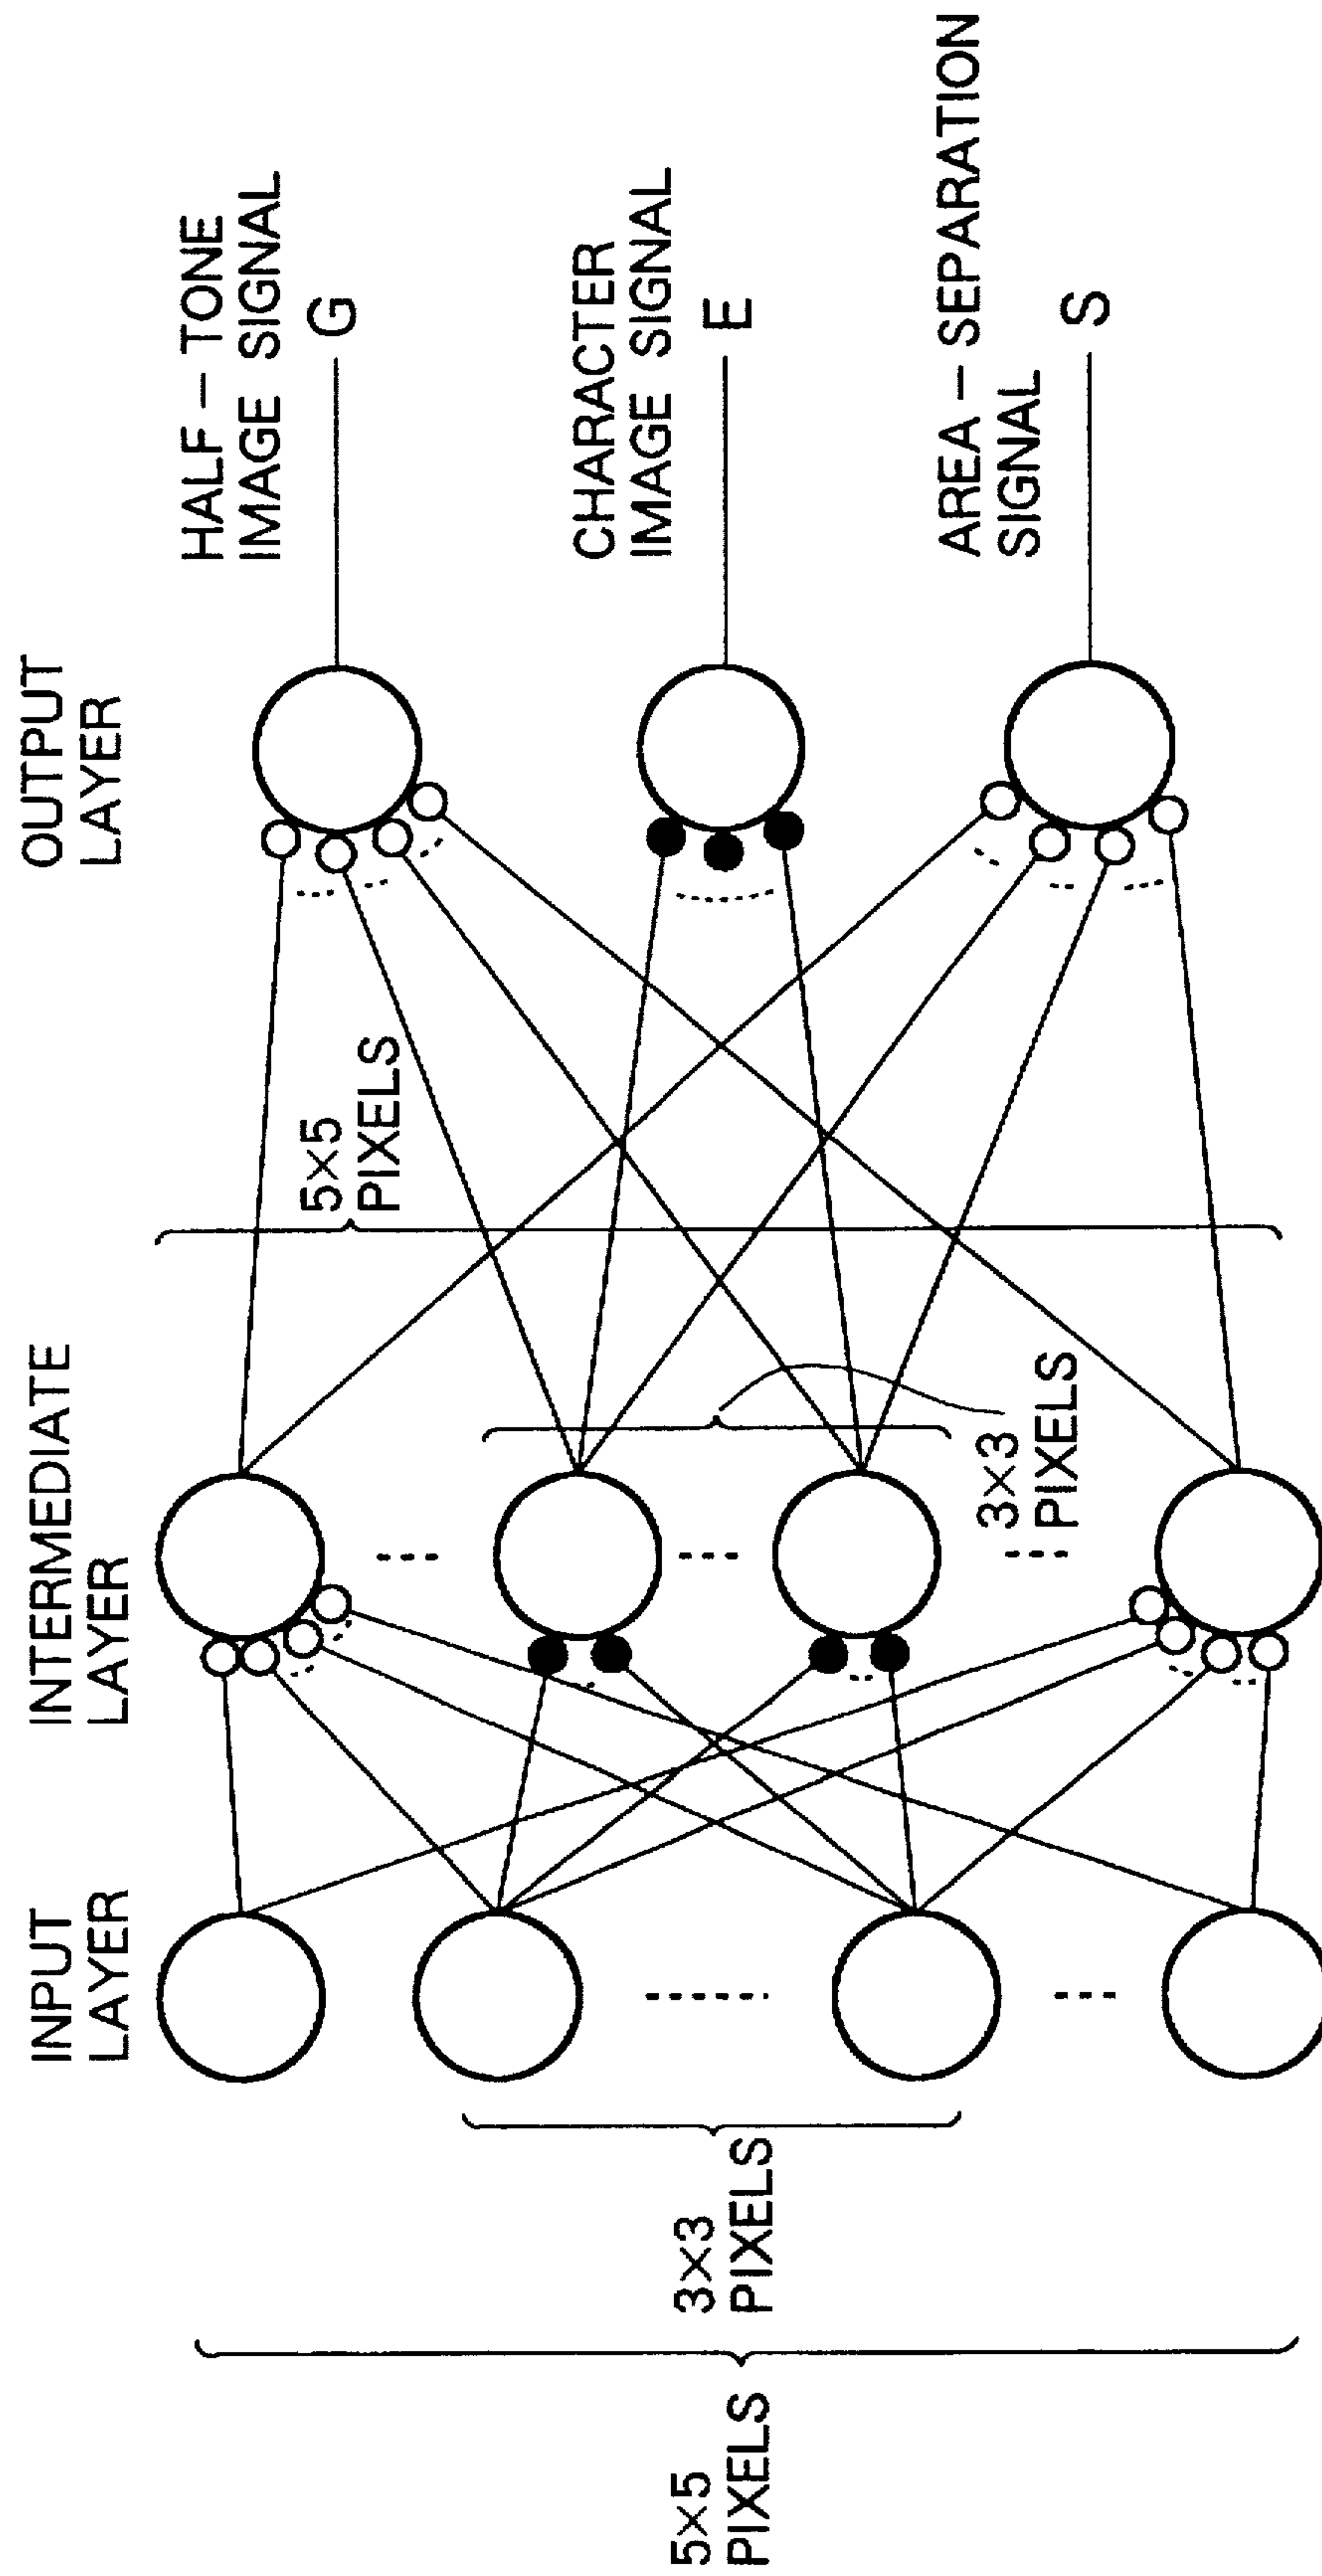 INPUT
LAYER
INTERMEDIATE
LAYER
OUTPUT
LAYER
5×5
PIXELS
3×3
PIXELS
3×3
PIXELS
5×5
PIXELS
HALF – TONE
IMAGE SIGNAL
G
CHARACTER
IMAGE SIGNAL
E
AREA – SEPARATION
SIGNAL
S